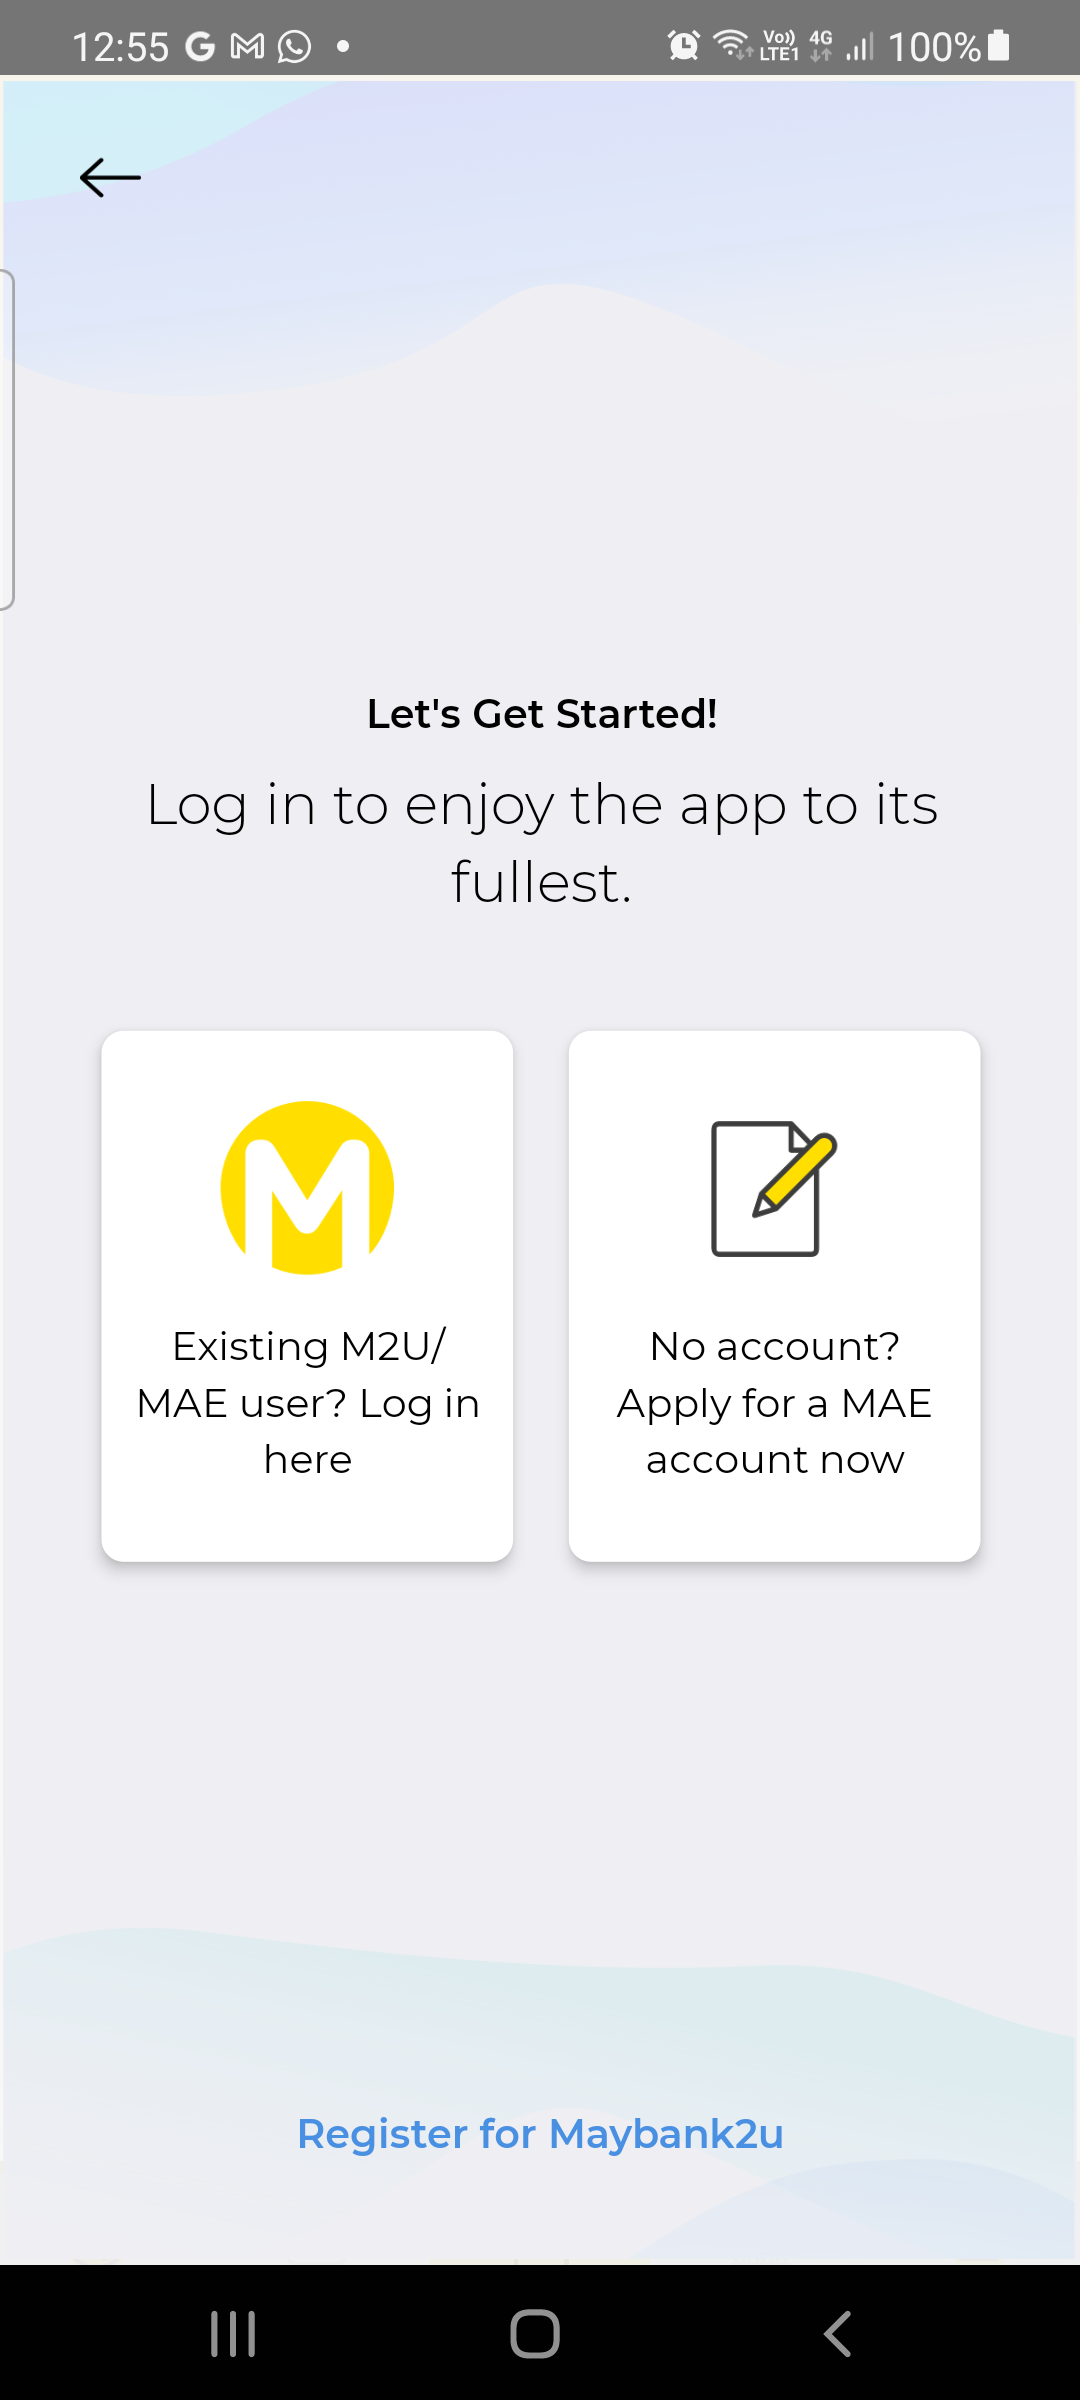 12:55
Vo)) 4G
LTE1
100%
Let's Get Started!
Log in to enjoy the app to its
fullest.
Existing M2U/
MAE user? Log in
here
No account?
Apply for a MAE
account now
Register for Maybank2u